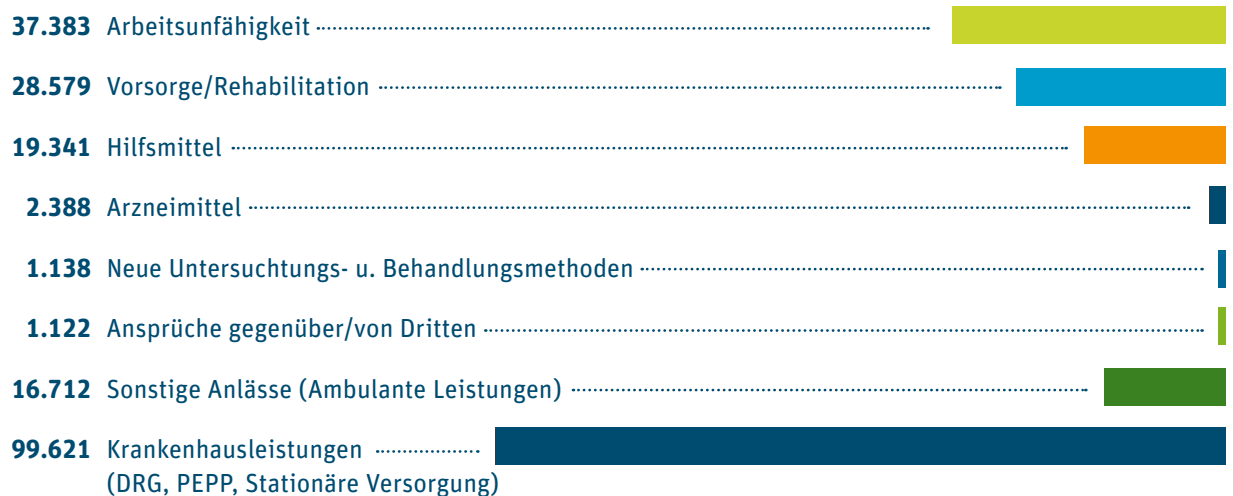 37.383 Arbeitsunfähigkeit
28.579 Vorsorge/Rehabilitation
19.341 Hilfsmittel
2.388 Arzneimittel
1.138 Neue Untersuchtungs- u. Behandlungsmethoden
1.122 Ansprüche gegenüber/von Dritten
16.712 Sonstige Anlässe (Ambulante Leistungen)
99.621 Krankenhausleistungen
(DRG, PEPP, Stationäre Versorgung)